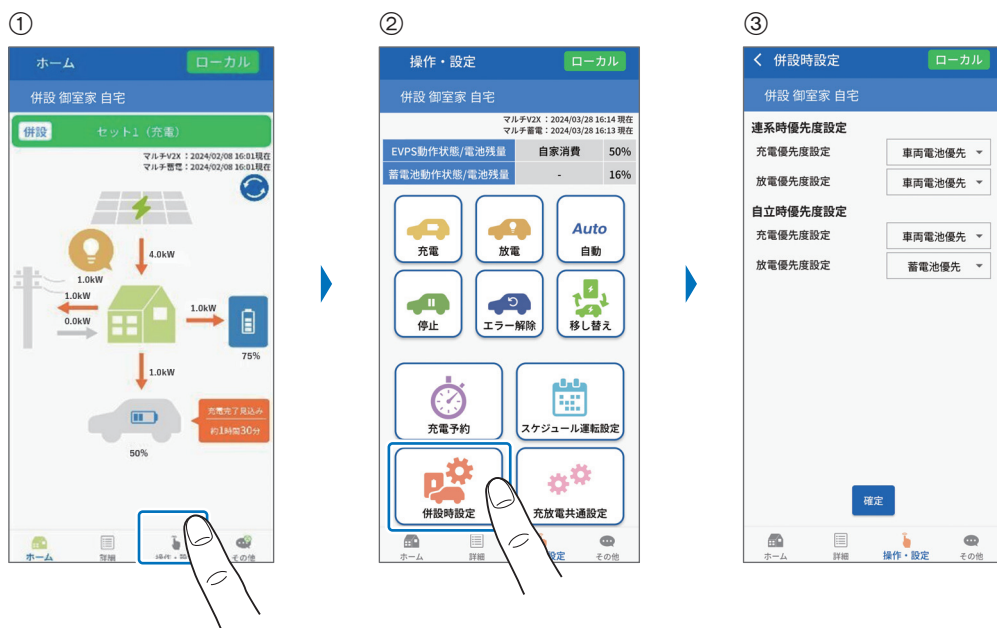 ①
ホーム
ローカル
併設 御室家 自宅
併設
セット1（充電）
マルチV2X：2024/02/08 16:01現在
マルチ蓄電：2024/02/08 16:01現在
4.0kW
1.0kW
1.0kW
0.0kW
1.0kW
75%
1.0kW
充電完了見込み
約1時間30分
50%
ホーム
詳細
操作・設
その他
②
操作・設定
ローカル
併設 御室家 自宅
マルチV2X：2024/03/28 16:14 現在
マルチ蓄電：2024/03/28 16:13 現在
EVPS動作状態/電池残量 自家消費 50%
蓄電池動作状態/電池残量 - 16%
充電
放電
Auto
自動
停止
エラー解除
移し替え
充電予約
スケジュール運転設定
併設時設定
充放電共通設定
ホーム
詳細
設定
その他
③
併設時設定
ローカル
併設 御室家 自宅
連系時優先度設定
充電優先度設定 車両電池優先
放電優先度設定 車両電池優先
自立時優先度設定
充電優先度設定 車両電池優先
放電優先度設定 蓄電池優先
確定
ホーム
詳細
操作・設定
その他